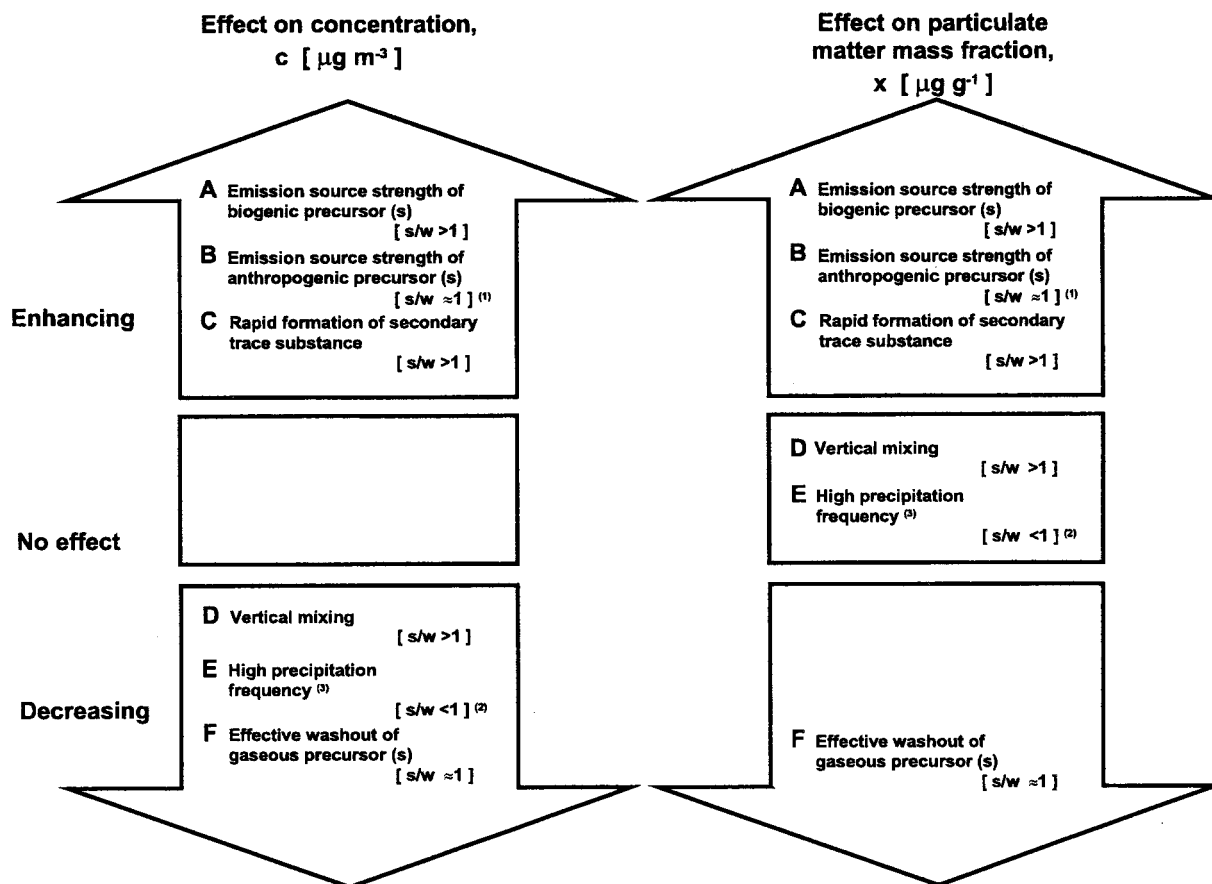 Effect on concentration,
c [ μg m⁻³ ]
Effect on particulate
matter mass fraction,
x [ μg g⁻¹ ]
Enhancing
A Emission source strength of
biogenic precursor (s)
[ s/w >1 ]
B Emission source strength of
anthropogenic precursor (s)
[ s/w ≈1 ] (1)
C Rapid formation of secondary
trace substance
[ s/w >1 ]
A Emission source strength of
biogenic precursor (s)
[ s/w >1 ]
B Emission source strength of
anthropogenic precursor (s)
[ s/w ≈1 ] (1)
C Rapid formation of secondary
trace substance
[ s/w >1 ]
No effect
D Vertical mixing
[ s/w >1 ]
E High precipitation
frequency (3)
[ s/w <1 ] (2)
Decreasing
D Vertical mixing
[ s/w >1 ]
E High precipitation
frequency (3)
[ s/w <1 ] (2)
F Effective washout of
gaseous precursor (s)
[ s/w ≈1 ]
F Effective washout of
gaseous precursor (s)
[ s/w ≈1 ]